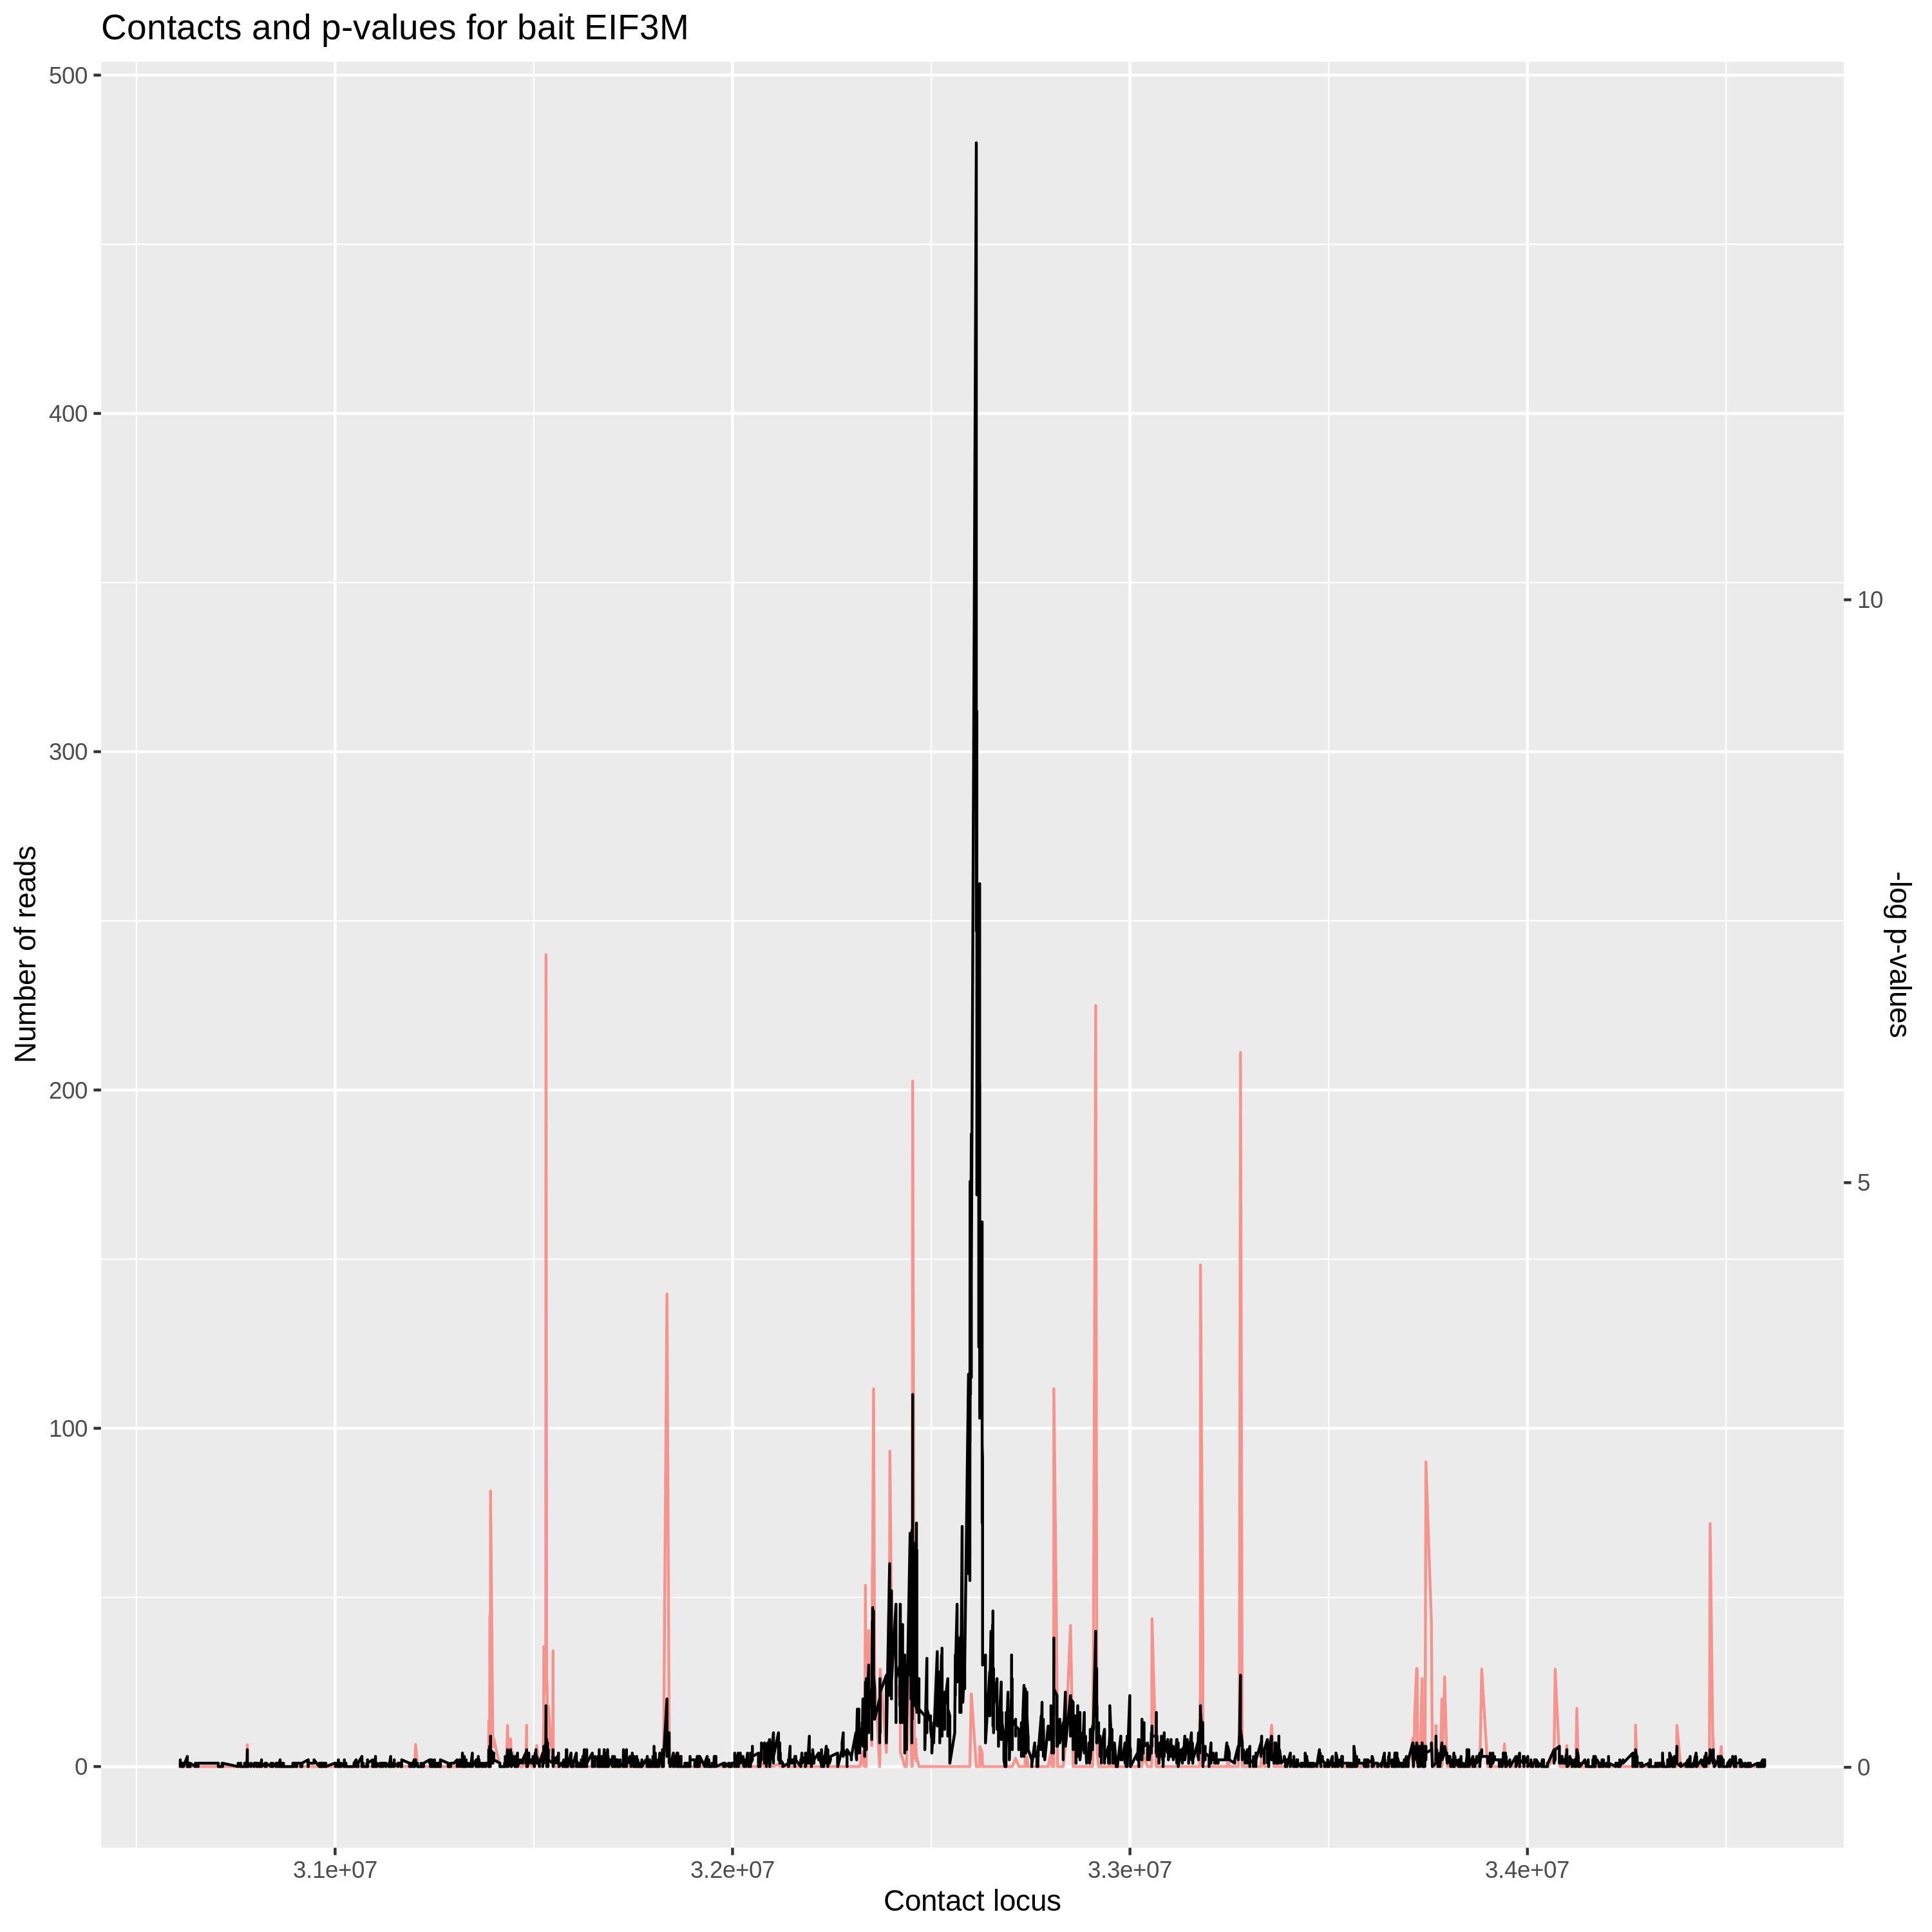 Contacts and p-values for bait EIF3M
500
400
300
200
100
0
Number of reads
10
5
0
-log p-values
3.1e+07
3.2e+07
3.3e+07
3.4e+07
Contact locus